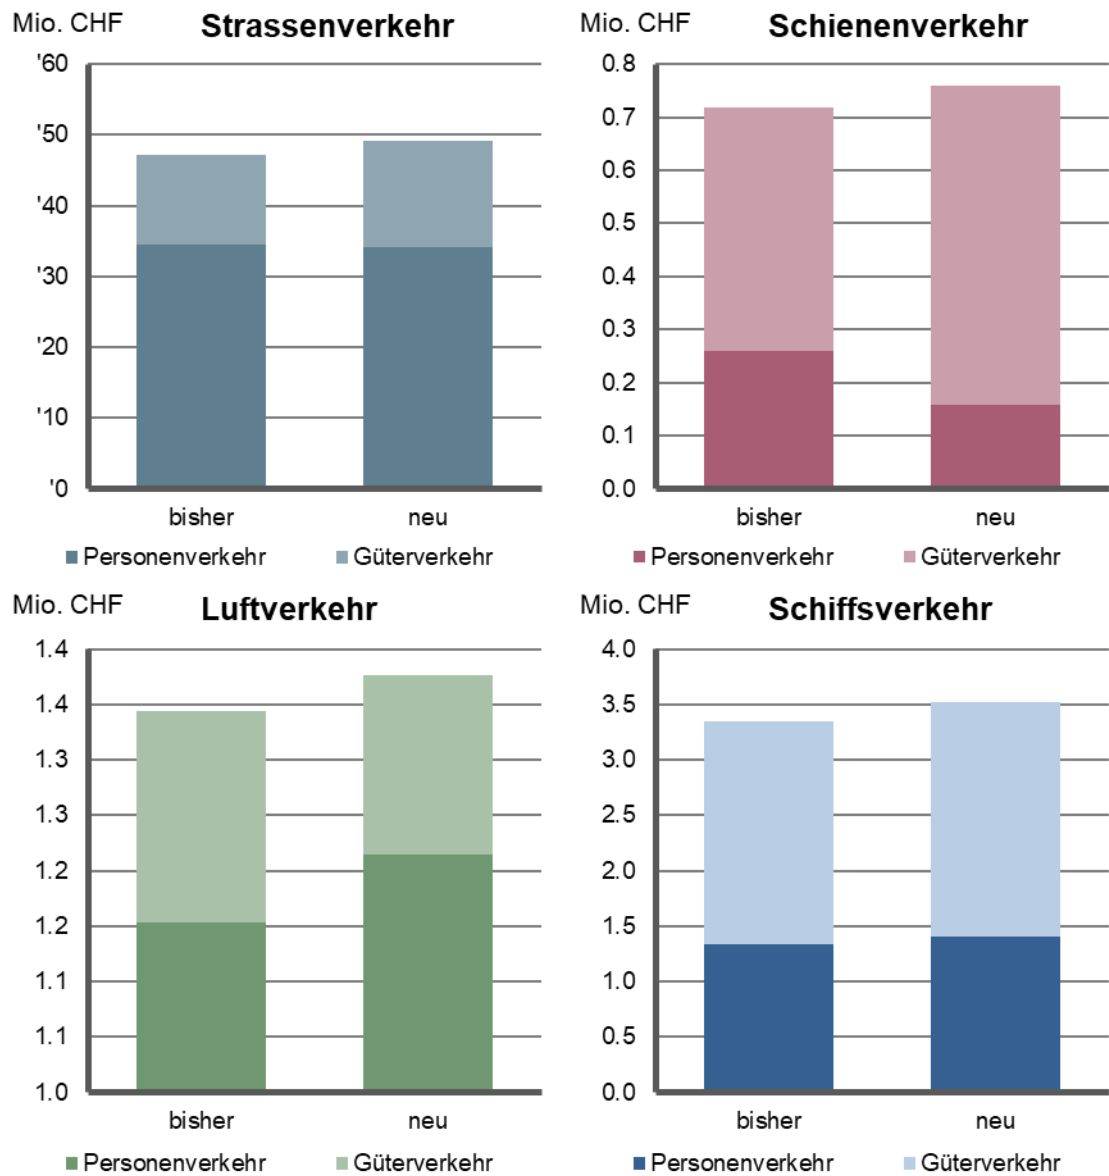 Mio. CHF Strassenverkehr
'60
'50
'40
'30
'20
'10
'0
bisher neu
Personenverkehr Güterverkehr
Mio. CHF Schienenverkehr
0.8
0.7
0.6
0.5
0.4
0.3
0.2
0.1
0.0
bisher neu
Personenverkehr Güterverkehr
Mio. CHF Luftverkehr
1.4
1.4
1.3
1.3
1.2
1.2
1.1
1.1
1.0
bisher neu
Personenverkehr Güterverkehr
Mio. CHF Schiffsverkehr
4.0
3.5
3.0
2.5
2.0
1.5
1.0
0.5
0.0
bisher neu
Personenverkehr Güterverkehr